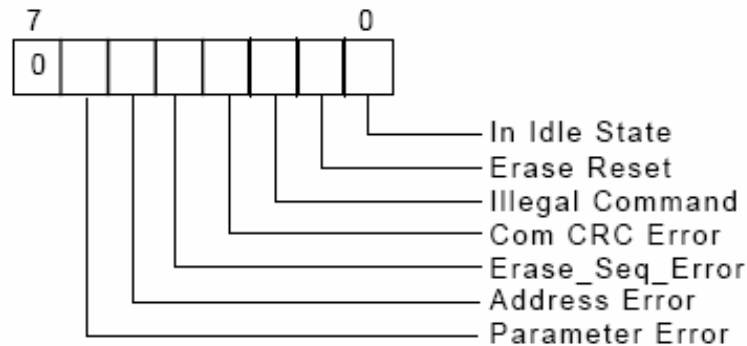 7 0
0
In Idle State
Erase Reset
Illegal Command
Com CRC Error
Erase_Seq_Error
Address Error
Parameter Error